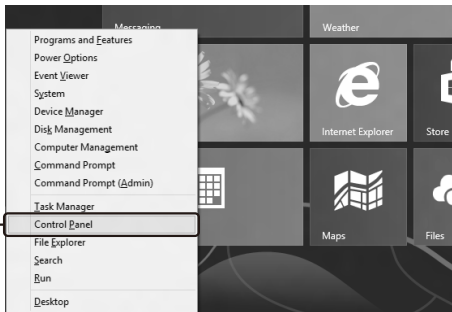 Messaging
Weather
Programs and Features
Power Options
Event Viewer
System
Device Manager
Disk Management
Computer Management
Command Prompt
Command Prompt (Admin)
Task Manager
Control Panel
File Explorer
Search
Run
Desktop
Internet Explorer
Store
Maps
Files